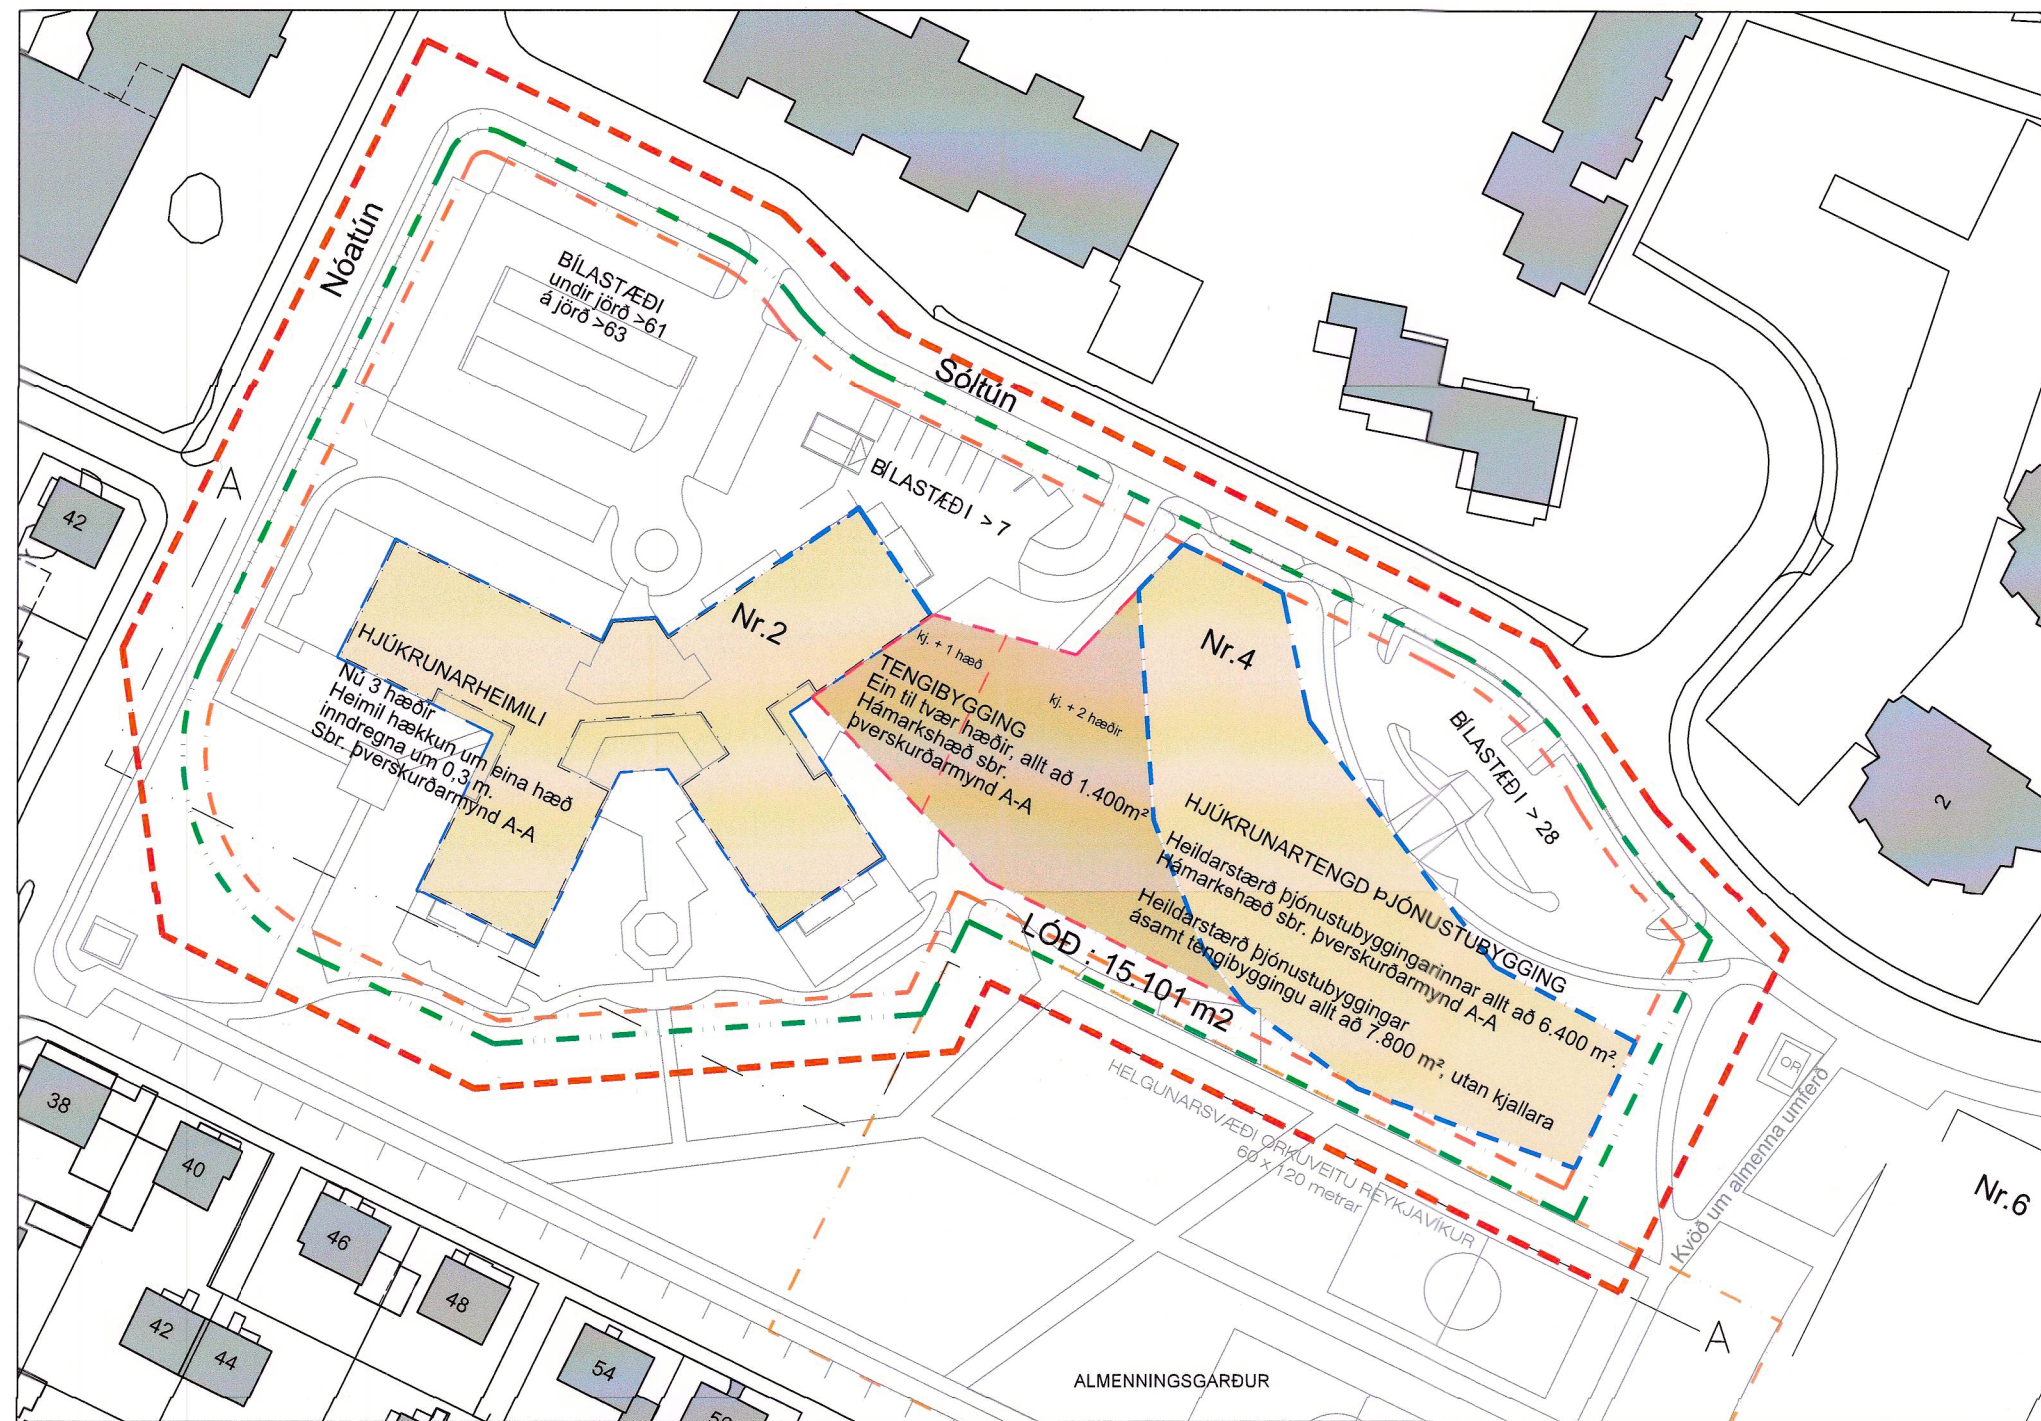 Nóatún
BÍLASTÆÐI
undir jörð >61
á jörð >63
Sóltún
BÍLASTÆÐI > 7
A
42
Nr.2
HJÚKRUNARHEIMILI
Nú 3 hæðir
Heimil hækkun um eina hæð
inndregna um 0,3 m.
Sbr. þverskurðarmynd A-A
kj. + 1 hæð
kj. + 2 hæðir
TENGIBYGGING
Ein til tvær hæðir, allt að 1.400m²
Hámarkshæð sbr.
þverskurðarmynd A-A
Nr.4
BÍLASTÆÐI > 28
2
HJÚKRUNARTENGD ÞJÓNUSTUBYGGING
Heildarstærð þjónustubyggingarinnar allt að 6.400 m².
Hámarkshæð sbr. þverskurðarmynd A-A
Heildarstærð þjónustubyggingar
ásamt tengibyggingu allt að 7.800 m², utan kjallara
LÓÐ : 15.101 m2
HELGUNARSVÆÐI ORKUVEITU REYKJAVÍKUR
60 x 120 metrar
OR
Kvöð um almenna umferð
Nr.6
A
38
40
46
48
42
44
54
ALMENNINGSGARÐUR